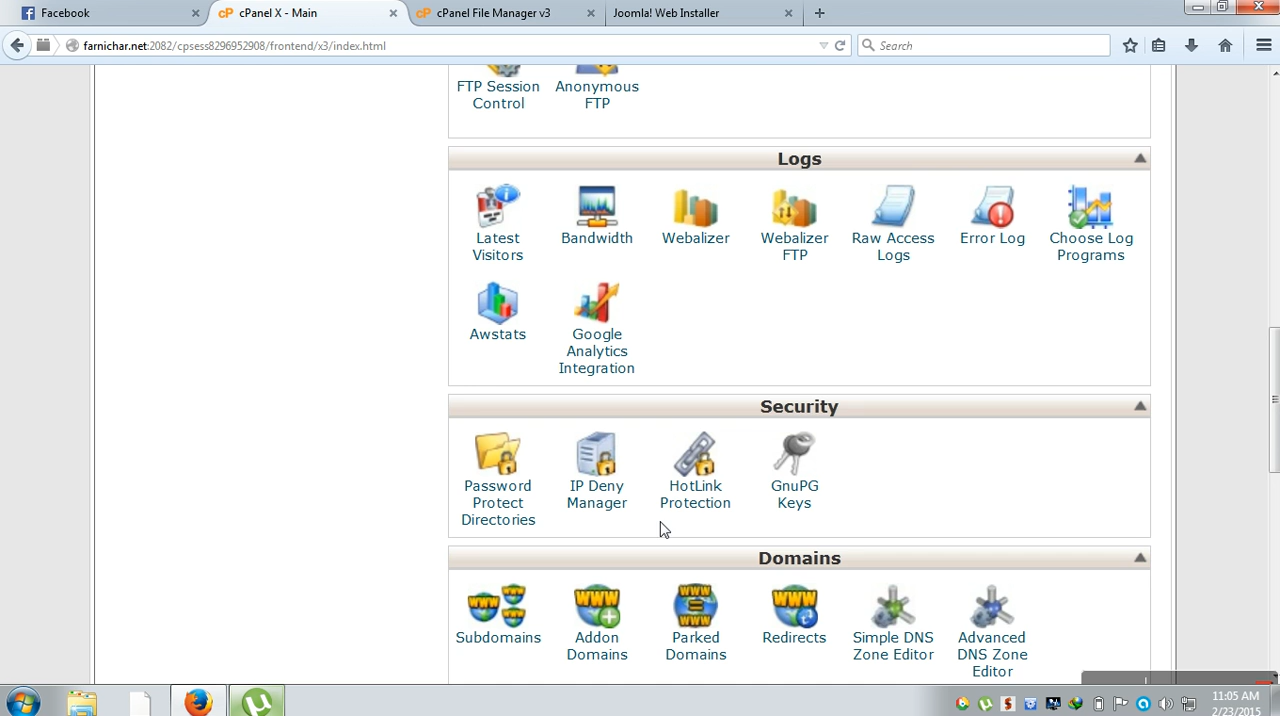 Facebook
cPanel X - Main
cPanel File Manager v3
Joomla! Web Installer
farnichar.net:2082/cpsess8296952908/frontend/x3/index.html
Search
FTP Session
Control
Anonymous
FTP
Logs
Latest
Visitors
Bandwidth
Webalizer
Webalizer
FTP
Raw Access
Logs
Error Log
Choose Log
Programs
Awstats
Google
Analytics
Integration
Security
Password
Protect
Directories
IP Deny
Manager
HotLink
Protection
GnuPG
Keys
Domains
Subdomains
Addon
Domains
Parked
Domains
Redirects
Simple DNS
Zone Editor
Advanced
DNS Zone
Editor
11:05 AM
2/23/2015